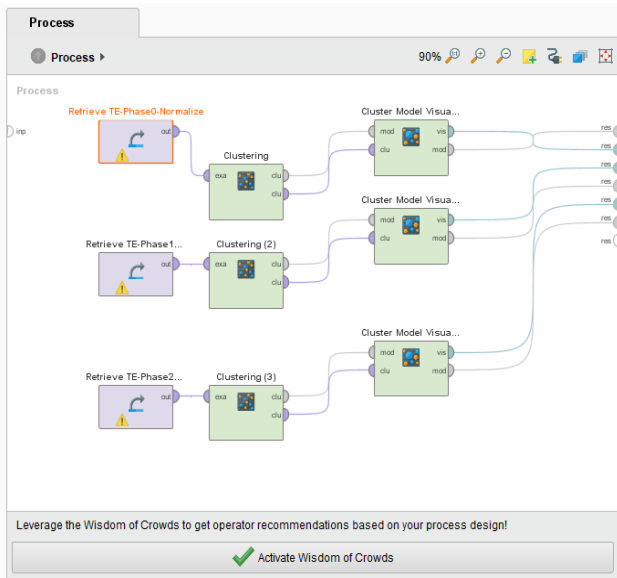 Process
Process
90%
Process
inp
Retrieve TE-Phase0-Normalize
out
Clustering
exa
clu
clu
Cluster Model Visua...
mod
vis
clu
mod
res
res
res
res
res
res
res
Retrieve TE-Phase1...
out
Clustering (2)
exa
clu
clu
Cluster Model Visua...
mod
vis
clu
mod
Retrieve TE-Phase2...
out
Clustering (3)
exa
clu
clu
Cluster Model Visua...
mod
vis
clu
mod
Leverage the Wisdom of Crowds to get operator recommendations based on your process design!
Activate Wisdom of Crowds